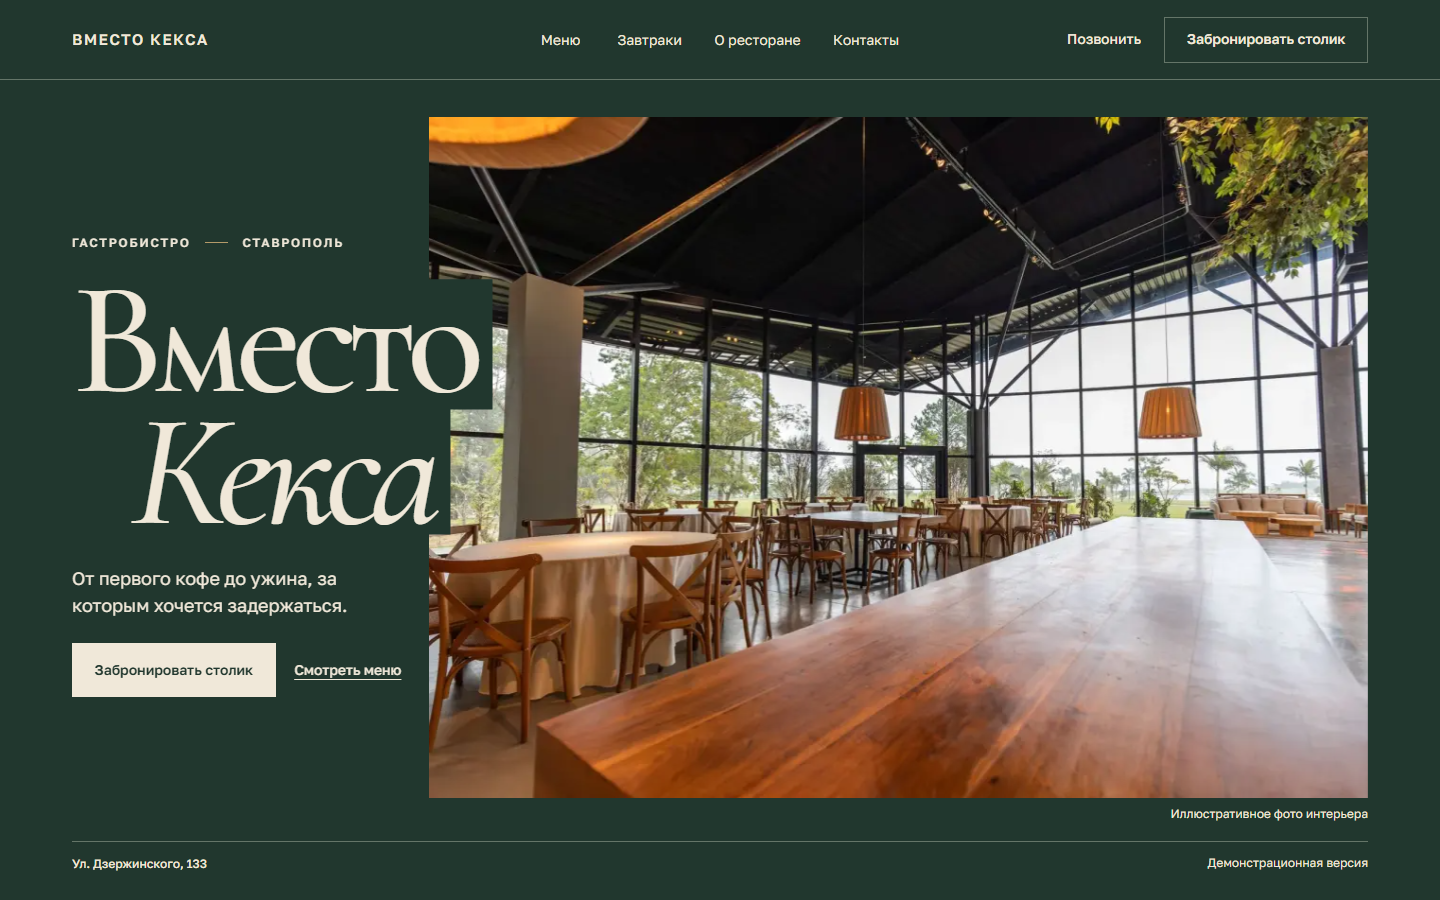 ВМЕСТО КЕКСА
Меню
Завтраки
О ресторане
Контакты
Позвонить
Забронировать столик
ГАСТРОБИСТРО — СТАВРОПОЛЬ
Вместо
Кекса
От первого кофе до ужина, за
которым хочется задержаться.
Забронировать столик
Смотреть меню
Иллюстративное фото интерьера
Ул. Дзержинского, 133
Демонстрационная версия